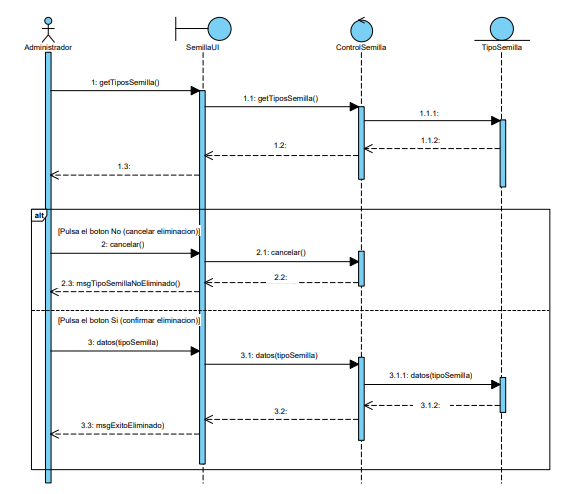 Administrador
SemillaUI
ControlSemilla
TipoSemilla
1: getTiposSemilla()
1.1: getTiposSemilla()
1.1.1:
1.1.2:
1.2:
1.3:
alt
[Pulsa el boton No (cancelar eliminacion)]
2: cancelar()
2.1: cancelar()
2.2:
2.3: msgTipoSemillaNoEliminado()
[Pulsa el boton Si (confirmar eliminacion)]
3: datos(tipoSemilla)
3.1: datos(tipoSemilla)
3.1.1: datos(tipoSemilla)
3.1.2:
3.2:
3.3: msgExitoEliminado)